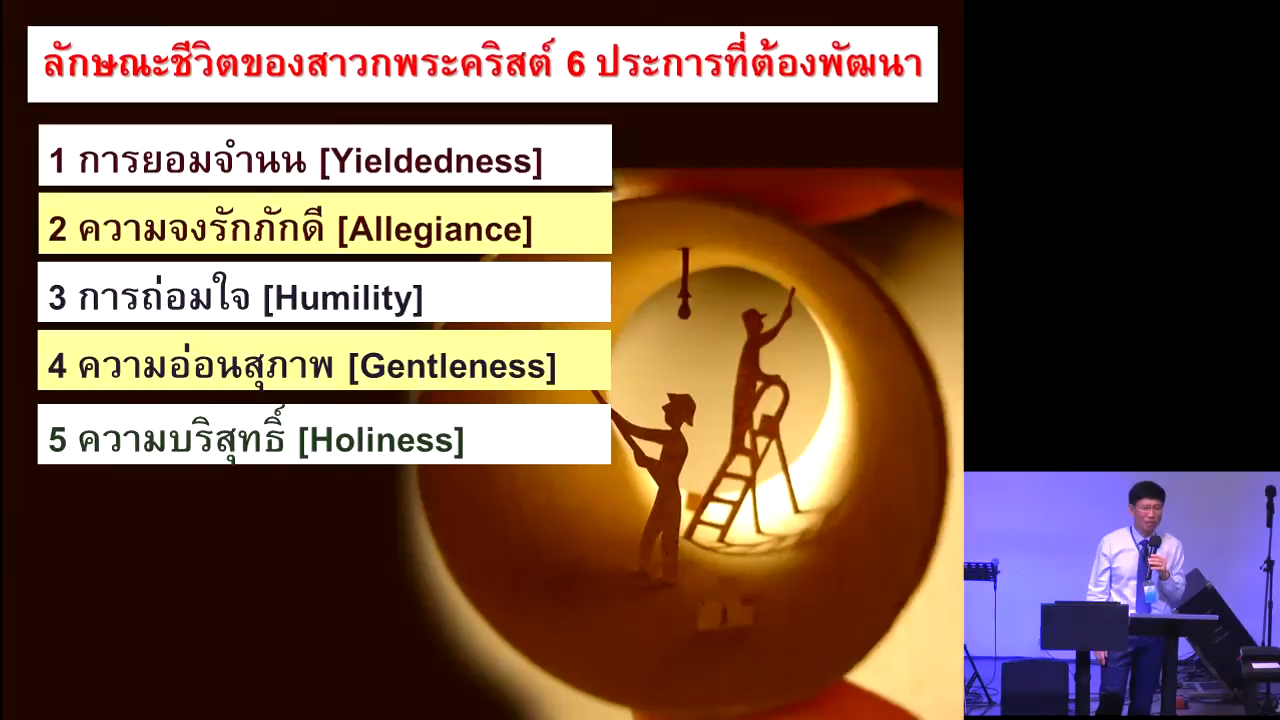 ลักษณะชีวิตของสาวกพระคริสต์ 6 ประการที่ต้องพัฒนา
1 การยอมจำนน [Yieldedness]
2 ความจงรักภักดี [Allegiance]
3 การถ่อมใจ [Humility]
4 ความอ่อนสุภาพ [Gentleness]
5 ความบริสุทธิ์ [Holiness]